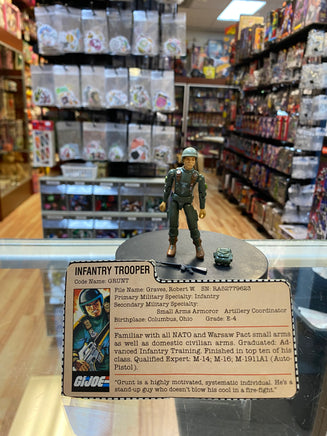 INFANTRY TROOPER
Code Name: GRUNT
File Name: Graves, Robert W SN: RA22779623
Primary Military Specialty: Infantry
Secondary Military Specialty:
Small Arms Armorer Artillery Coordinator
Birthplace: Columbus, Ohio Grade: E-4
Familiar with all NATO and Warsaw Pact small
arms as well as domestic civilian arms. Graduated: Ad-
vanced Infantry Training. Finished in top ten of his
class. Qualified Expert: M-14; M-16; M-1911A1 (Auto-
Pistol).
"Grunt is a highly motivated, systematic individual. He's a
stand-up guy who doesn't blow his cool in a fire-fight."
G.I. JOE